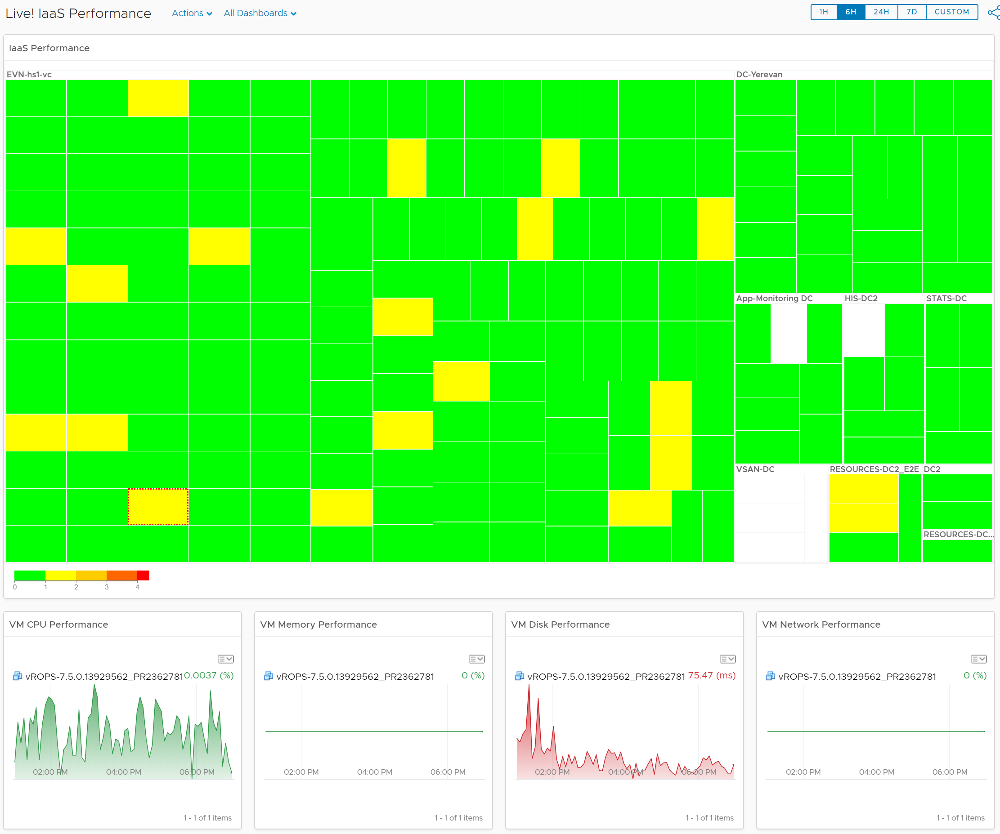 Live! IaaS Performance Actions All Dashboards 1H 6H 24H 7D CUSTOM
IaaS Performance
EVN-hs1-vc DC-Yerevan
App-Monitoring DC HIS-DC2 STATS-DC
VSAN-DC RESOURCES-DC2_E2E DC2
RESOURCES-DC...
0 1 2 3 4
VM CPU Performance
vROPS-7.5.0.13929562_PR2362781 0.0037 (%)
02:00 PM 04:00 PM 06:00 PM
1 - 1 of 1 items
VM Memory Performance
vROPS-7.5.0.13929562_PR2362781 0 (%)
02:00 PM 04:00 PM 06:00 PM
1 - 1 of 1 items
VM Disk Performance
vROPS-7.5.0.13929562_PR2362781 75.47 (ms)
02:00 PM 04:00 PM 06:00 PM
1 - 1 of 1 items
VM Network Performance
vROPS-7.5.0.13929562_PR2362781 0 (%)
02:00 PM 04:00 PM 06:00 PM
1 - 1 of 1 items